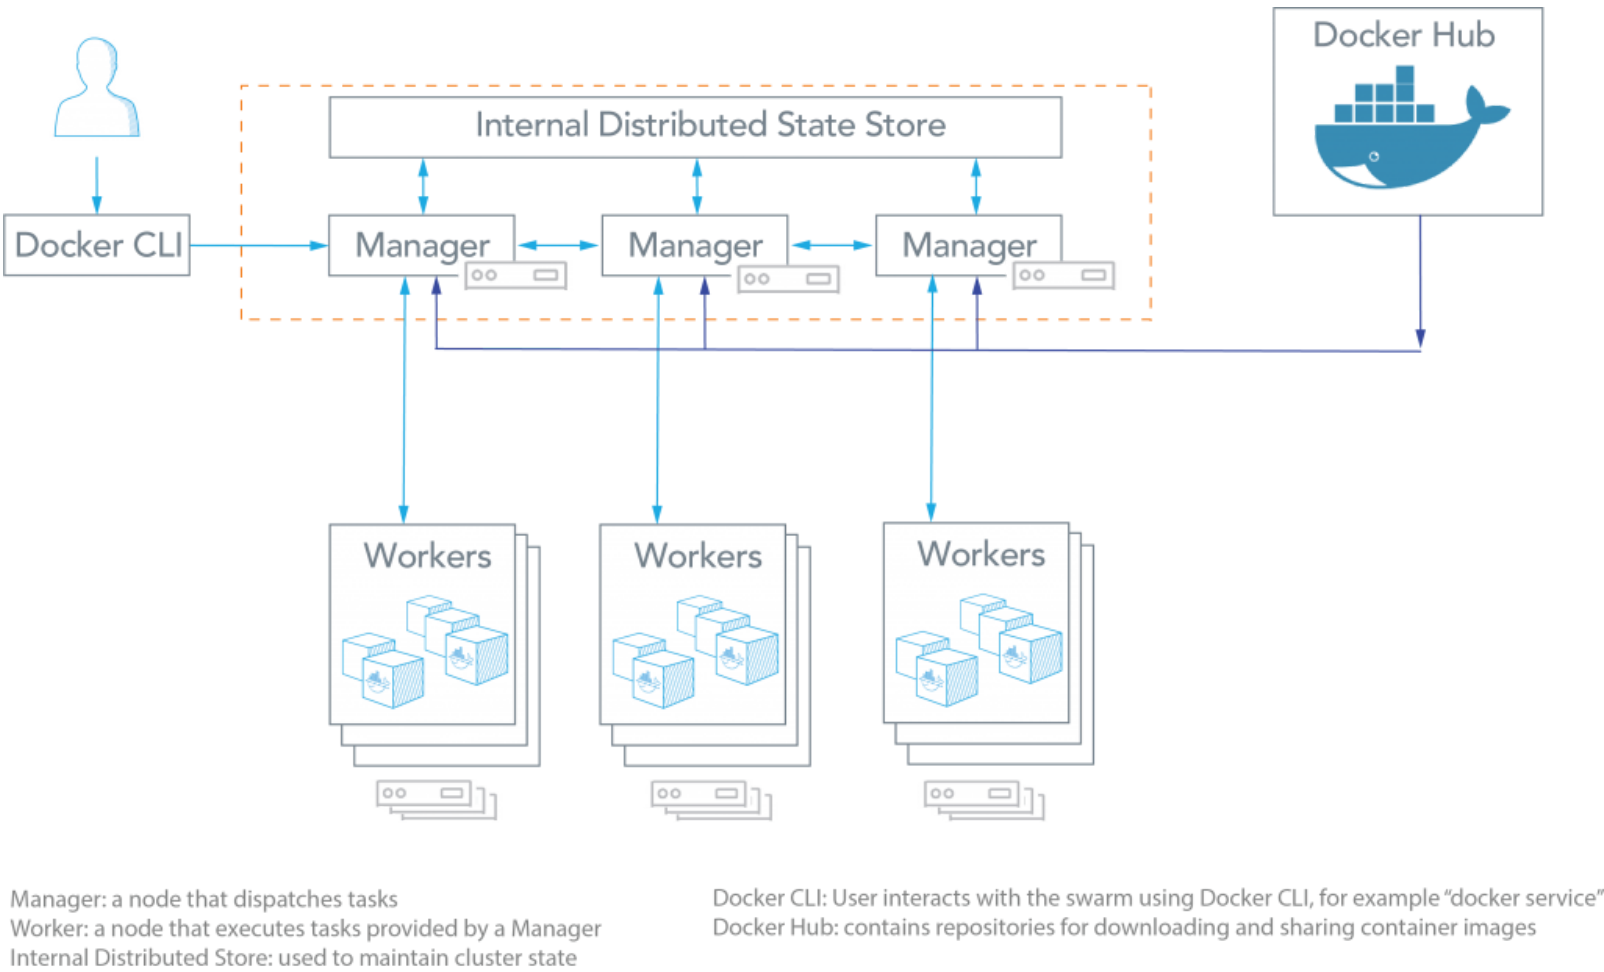 Docker Hub
Internal Distributed State Store
Docker CLI
Manager
Manager
Manager
Workers
Workers
Workers
Manager: a node that dispatches tasks
Worker: a node that executes tasks provided by a Manager
Internal Distributed Store: used to maintain cluster state
Docker CLI: User interacts with the swarm using Docker CLI, for example “docker service”
Docker Hub: contains repositories for downloading and sharing container images